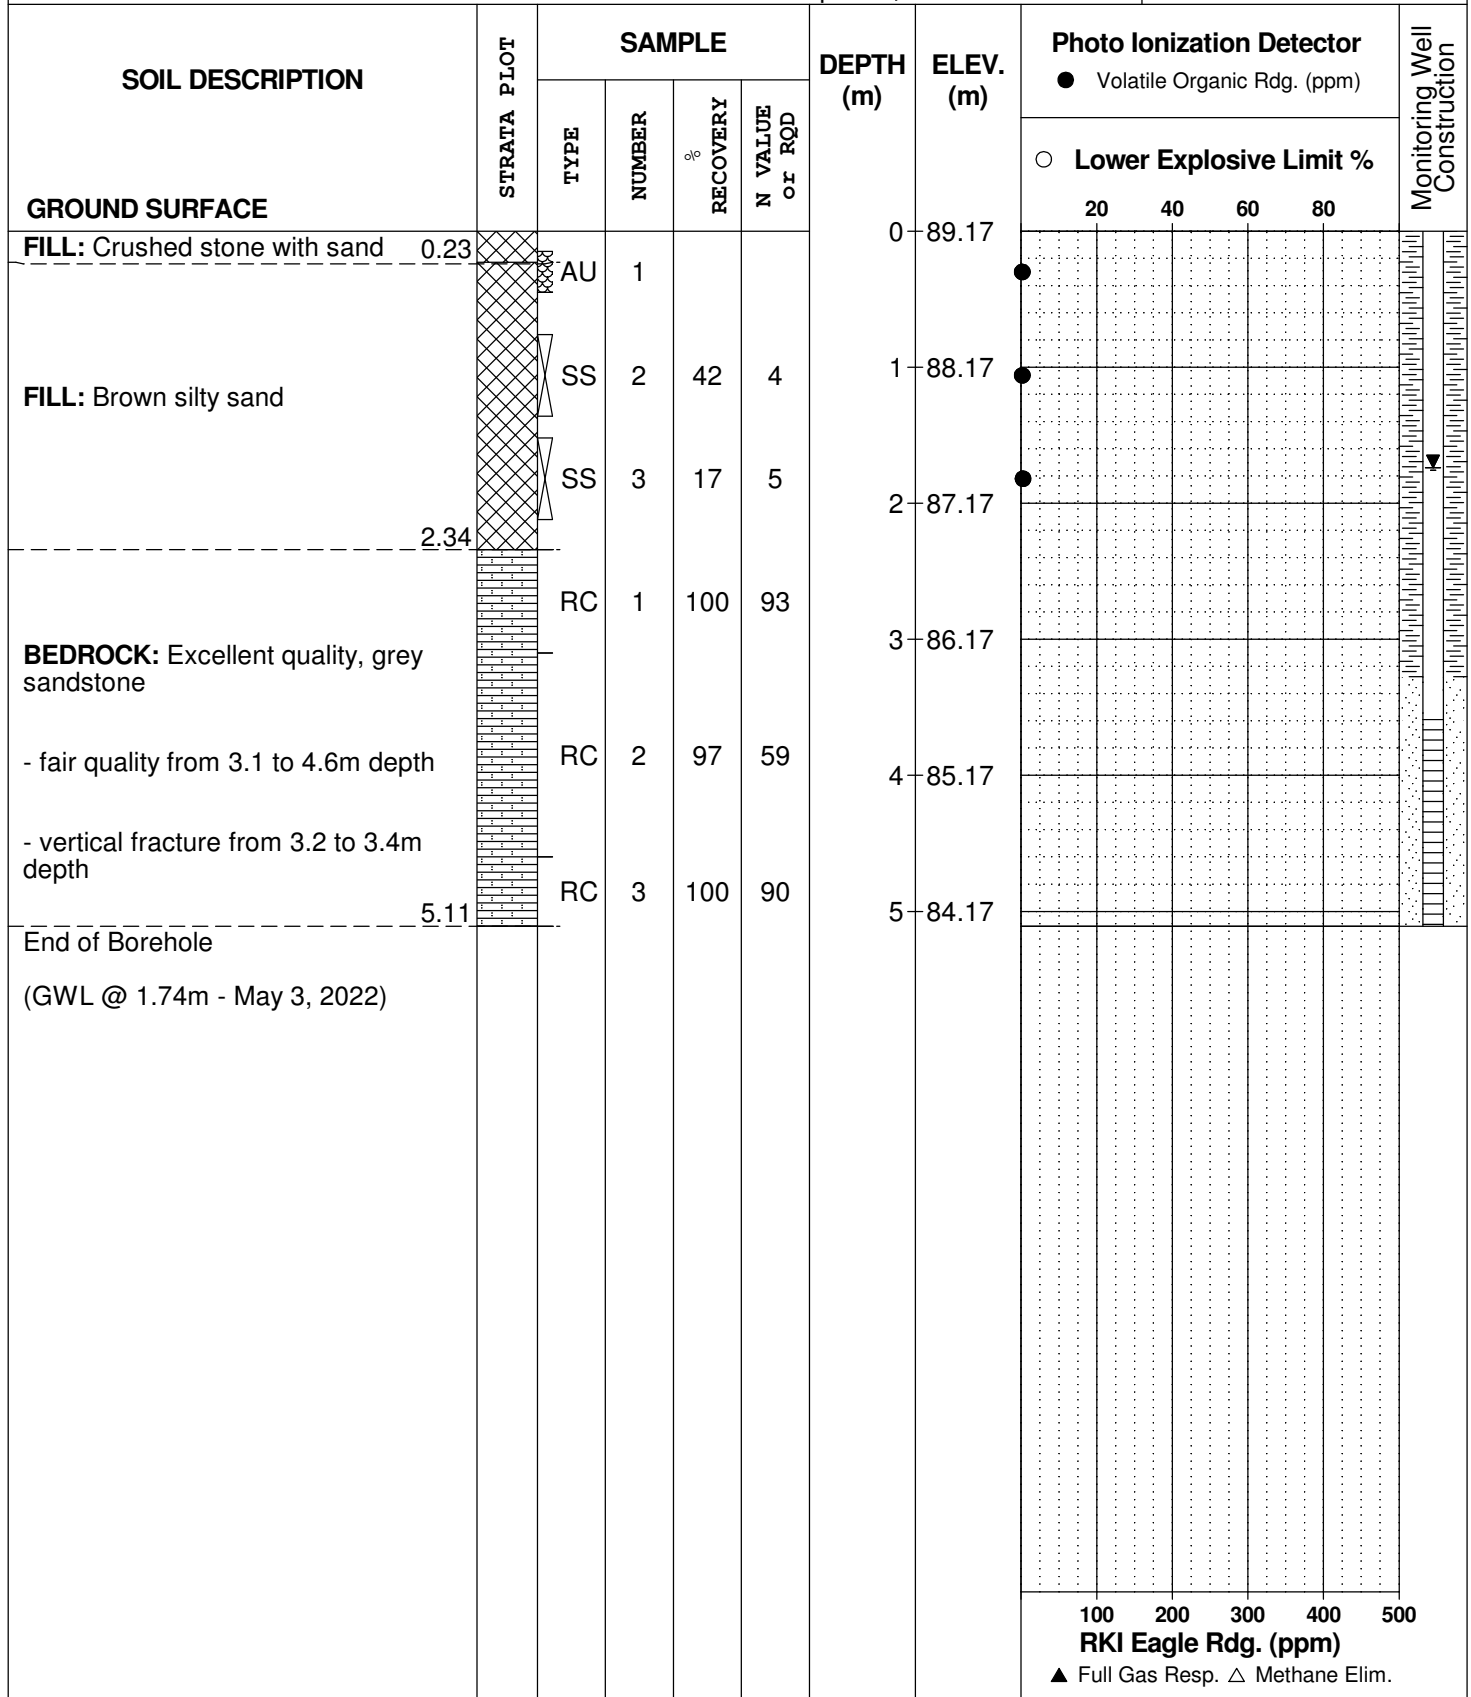 SOIL DESCRIPTION
GROUND SURFACE
STRATA PLOT
SAMPLE
TYPE
NUMBER
%
RECOVERY
N VALUE
or RQD
DEPTH
(m)
ELEV.
(m)
Photo Ionization Detector
● Volatile Organic Rdg. (ppm)
○ Lower Explosive Limit %
20 40 60 80
Monitoring Well
Construction
0 89.17
FILL: Crushed stone with sand 0.23
AU 1
FILL: Brown silty sand
SS 2 42 4
1 88.17
SS 3 17 5
2 87.17
2.34
RC 1 100 93
3 86.17
BEDROCK: Excellent quality, grey
sandstone
- fair quality from 3.1 to 4.6m depth
RC 2 97 59
4 85.17
- vertical fracture from 3.2 to 3.4m
depth
RC 3 100 90
5 84.17
5.11
End of Borehole
(GWL @ 1.74m - May 3, 2022)
100 200 300 400 500
RKI Eagle Rdg. (ppm)
▲ Full Gas Resp. △ Methane Elim.